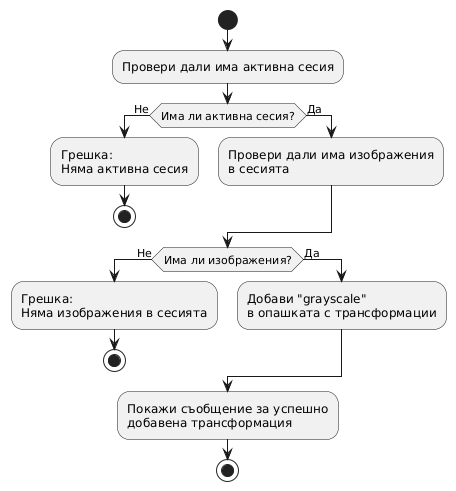 Провери дали има активна сесия
Има ли активна сесия?
Не
Да
Грешка:
Няма активна сесия
Провери дали има изображения
в сесията
Има ли изображения?
Не
Да
Грешка:
Няма изображения в сесията
Добави "grayscale"
в опашката с трансформации
Покажи съобщение за успешно
добавена трансформация